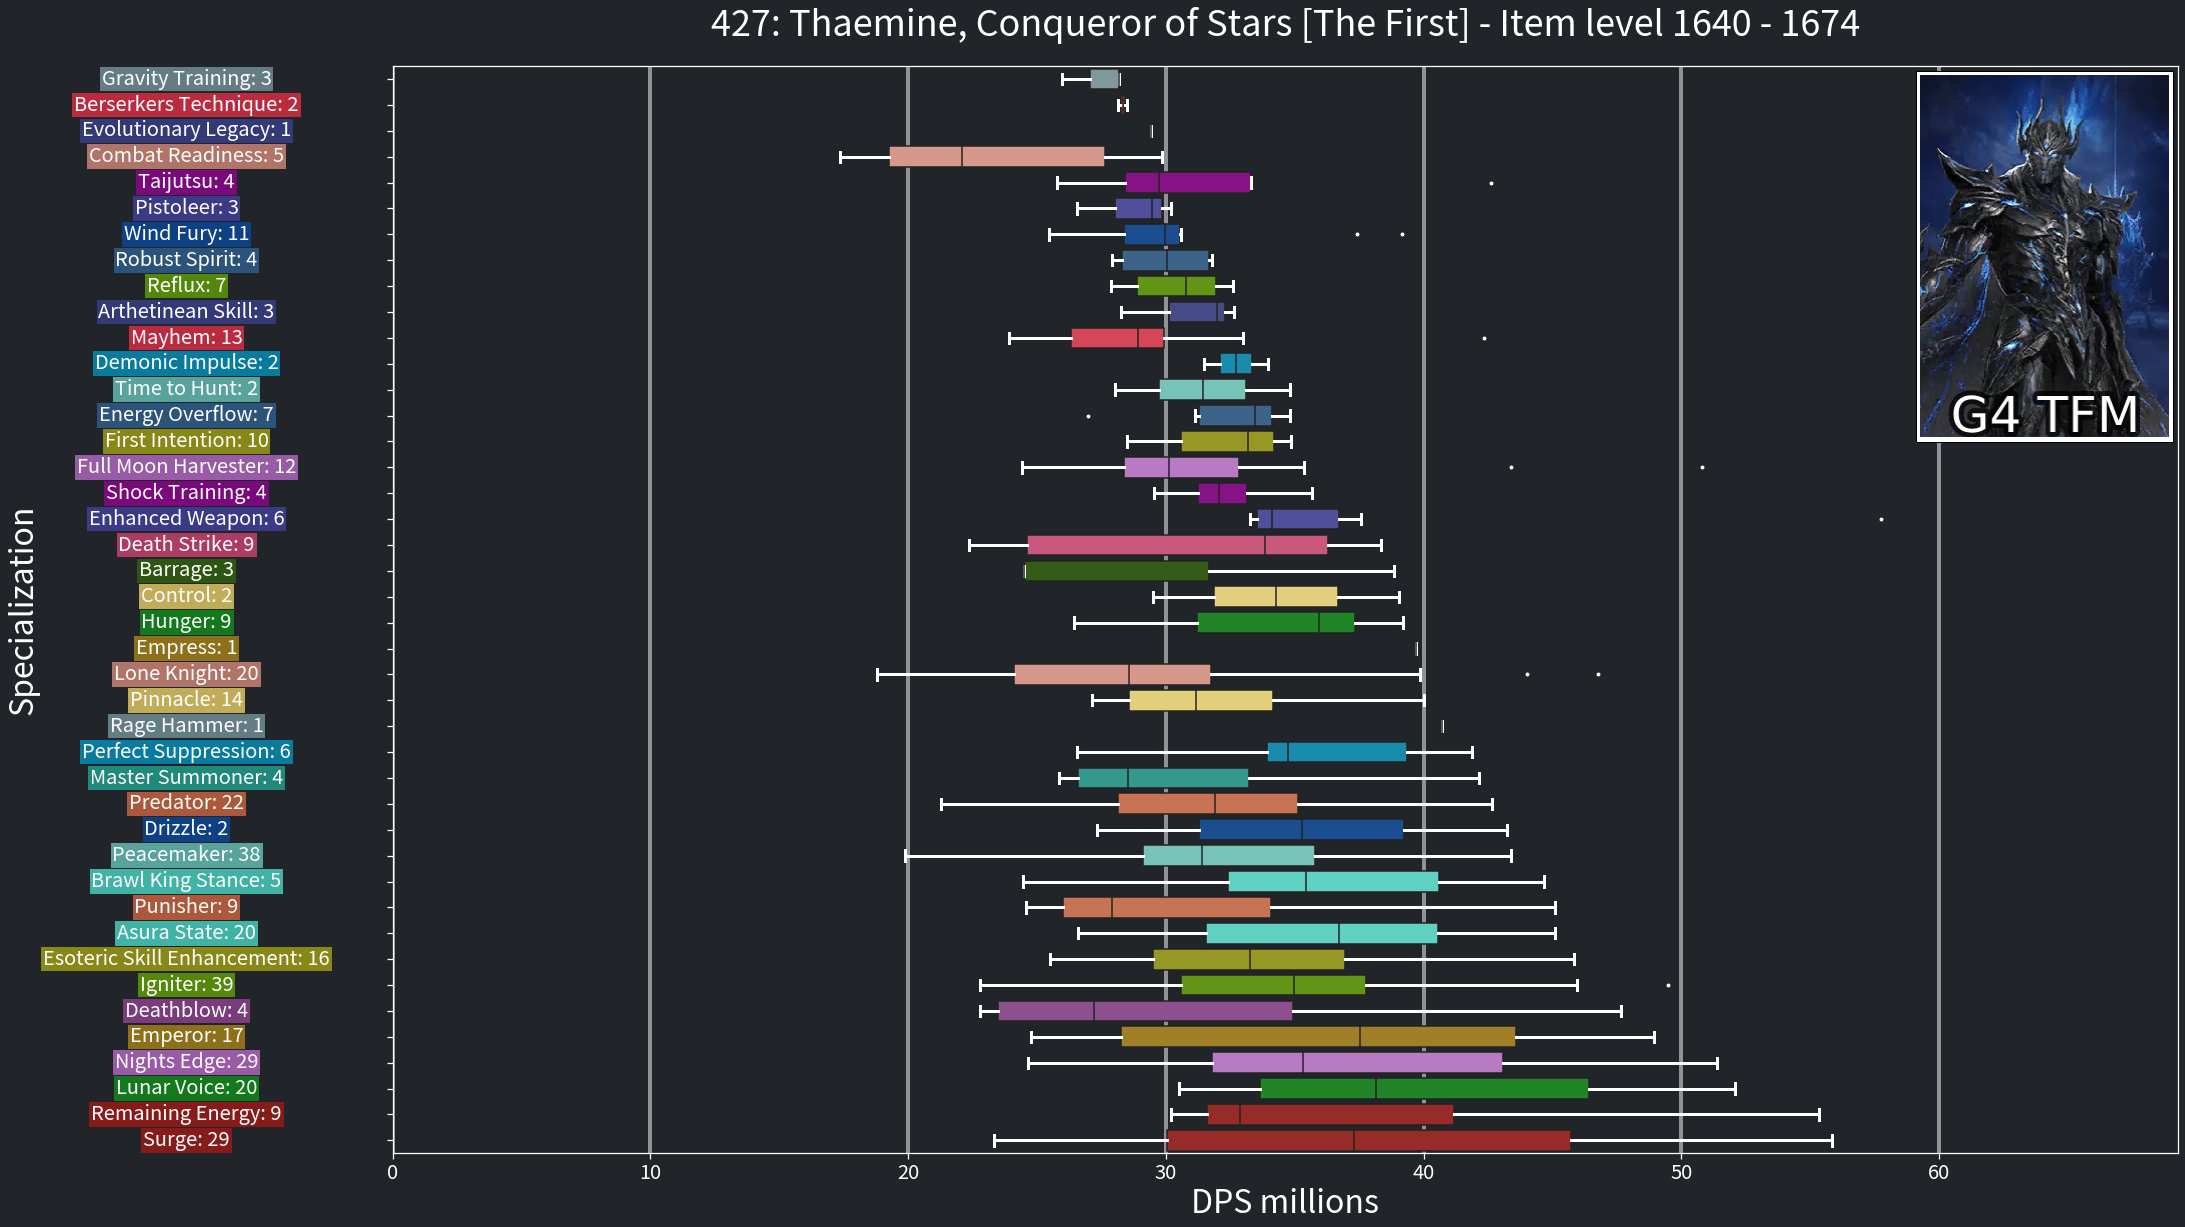 427: Thaemine, Conqueror of Stars [The First] - Item level 1640 - 1674
Gravity Training: 3
Berserkers Technique: 2
Evolutionary Legacy: 1
Combat Readiness: 5
Taijutsu: 4
Pistoleer: 3
Wind Fury: 11
Robust Spirit: 4
Reflux: 7
Arthetinean Skill: 3
Mayhem: 13
Demonic Impulse: 2
Time to Hunt: 2
Energy Overflow: 7
First Intention: 10
Full Moon Harvester: 12
Shock Training: 4
Enhanced Weapon: 6
Death Strike: 9
Barrage: 3
Control: 2
Hunger: 9
Empress: 1
Lone Knight: 20
Pinnacle: 14
Rage Hammer: 1
Perfect Suppression: 6
Master Summoner: 4
Predator: 22
Drizzle: 2
Peacemaker: 38
Brawl King Stance: 5
Punisher: 9
Asura State: 20
Esoteric Skill Enhancement: 16
Igniter: 39
Deathblow: 4
Emperor: 17
Nights Edge: 29
Lunar Voice: 20
Remaining Energy: 9
Surge: 29
Specialization
G4 TFM
0 10 20 30 40 50 60
DPS millions